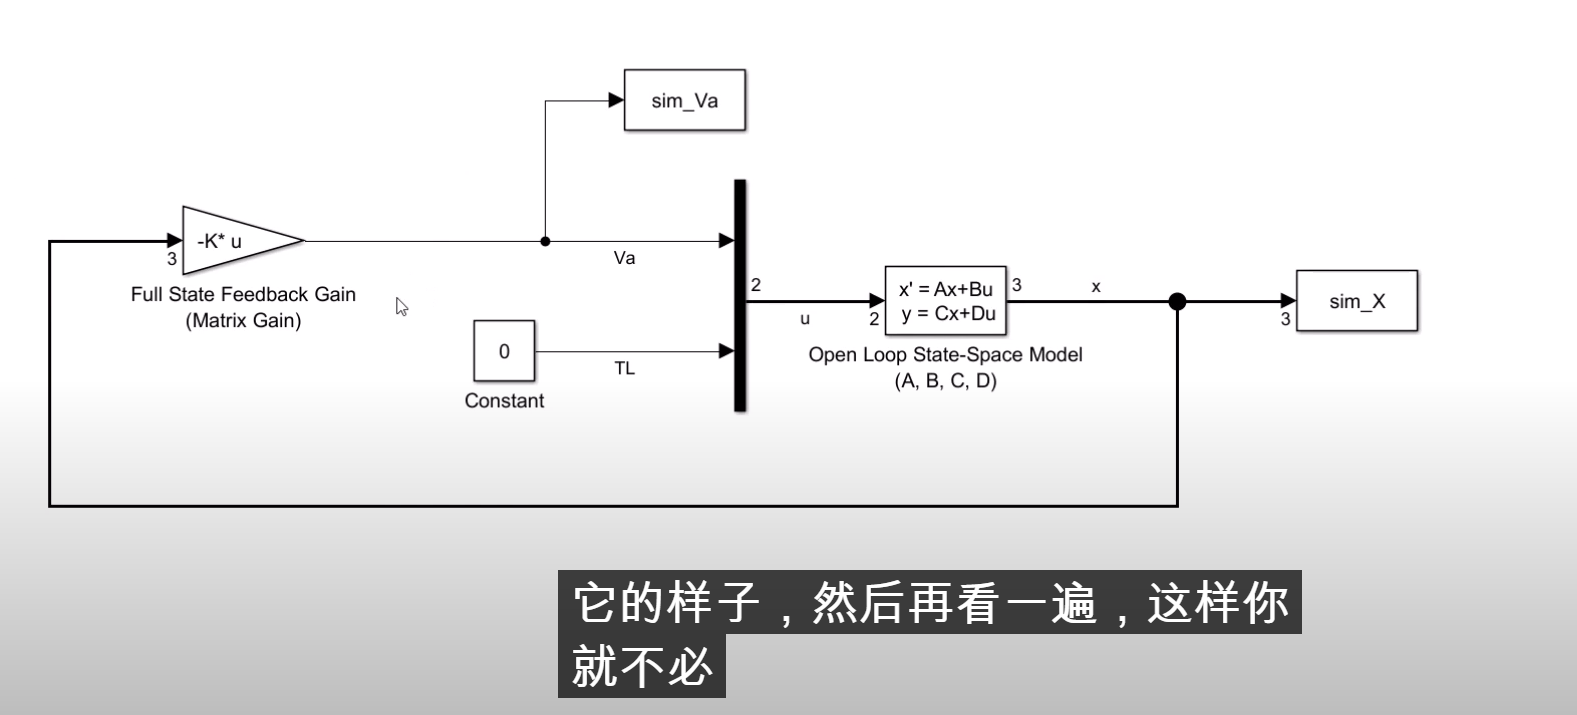 sim_Va
-K* u
3
Full State Feedback Gain
(Matrix Gain)
Va
0
Constant
TL
2
u
2
x' = Ax+Bu
y = Cx+Du
3
Open Loop State-Space Model
(A, B, C, D)
x
3
sim_X
它的样子，然后再看一遍，这样你
就不必